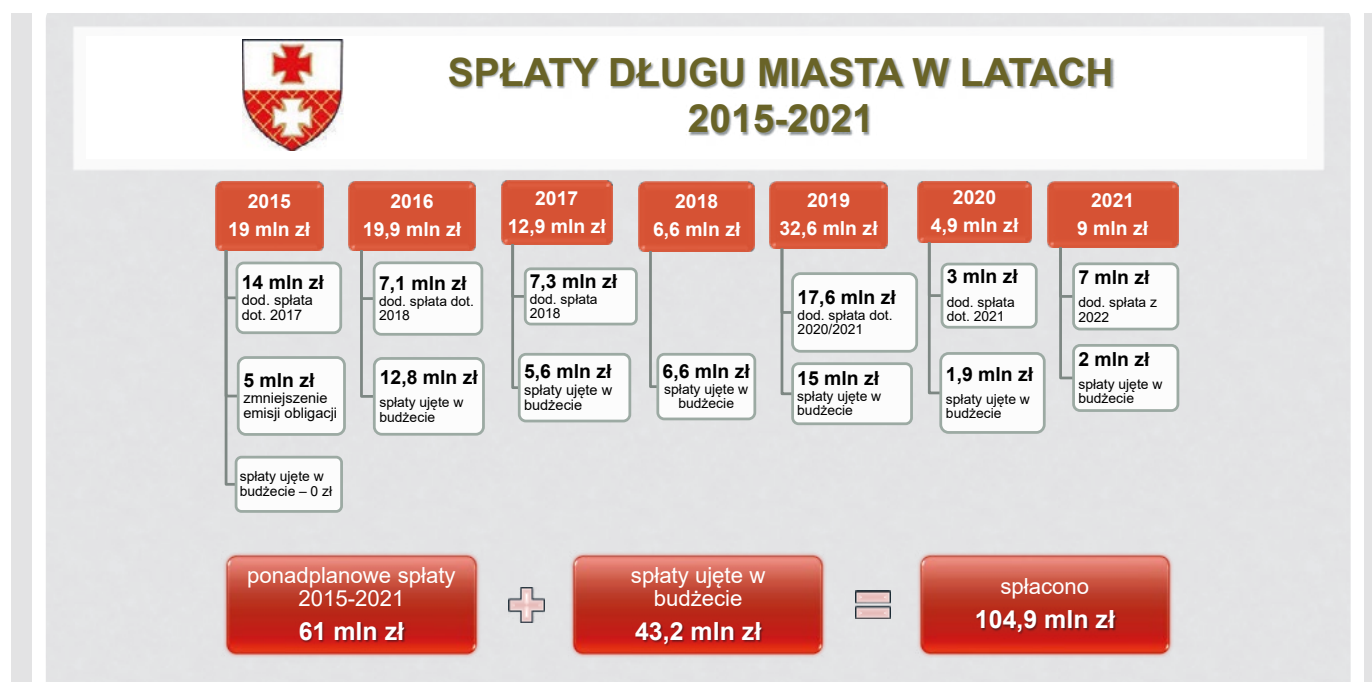 SPŁATY DŁUGU MIASTA W LATACH
2015-2021
2015
19 mln zł
14 mln zł
dod. spłata
dot. 2017
5 mln zł
zmniejszenie
emisji obligacji
spłaty ujęte w
budżecie – 0 zł
2016
19,9 mln zł
7,1 mln zł
dod. spłata dot.
2018
12,8 mln zł
spłaty ujęte w
budżecie
2017
12,9 mln zł
7,3 mln zł
dod. spłata
2018
5,6 mln zł
spłaty ujęte w
budżecie
2018
6,6 mln zł
6,6 mln zł
spłaty ujęte w
budżecie
2019
32,6 mln zł
17,6 mln zł
dod. spłata dot.
2020/2021
15 mln zł
spłaty ujęte w
budżecie
2020
4,9 mln zł
3 mln zł
dod. spłata
dot. 2021
1,9 mln zł
spłaty ujęte w
budżecie
2021
9 mln zł
7 mln zł
dod. spłata z
2022
2 mln zł
spłaty ujęte w
budżecie
ponadplanowe spłaty
2015-2021
61 mln zł
spłaty ujęte w
budżecie
43,2 mln zł
spłacono
104,9 mln zł